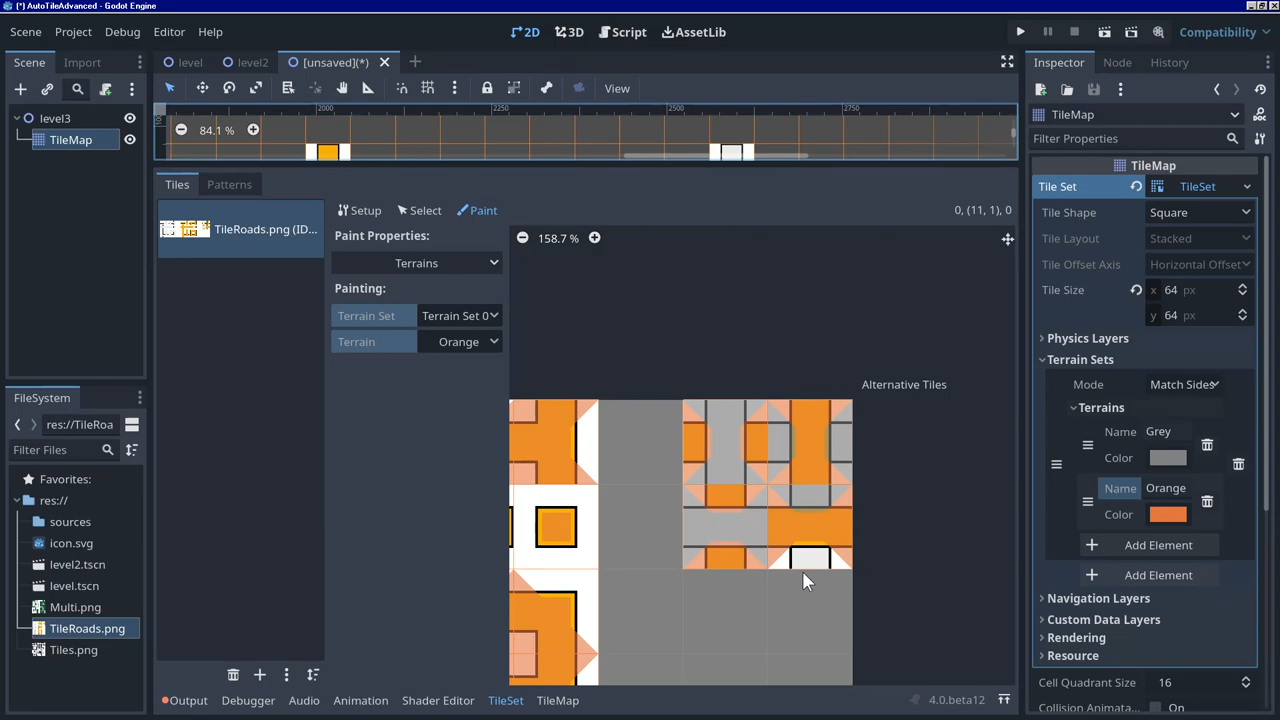 (*) AutoTileAdvanced - Godot Engine
Scene Project Debug Editor Help
2D 3D Script AssetLib
Compatibility
Scene Import
level level2 [unsaved](*)
Inspector Node History
View
level3
TileMap
2000 2250 2500 2750
84.1 %
TileMap
Filter Properties
TileMap
Tiles Patterns
Tile Set TileSet
TileRoads.png (ID...
Setup Select Paint
0, (11, 1), 0
Tile Shape Square
Paint Properties:
158.7 %
Tile Layout Stacked
Terrains
Tile Offset Axis Horizontal Offset
Painting:
Tile Size x 64 px
Terrain Set Terrain Set 0
y 64 px
Terrain Orange
Physics Layers
Terrain Sets
Alternative Tiles
Mode Match Sides
Terrains
Name Grey
Color
Name Orange
Color
Add Element
Add Element
Navigation Layers
Custom Data Layers
Rendering
Resource
Cell Quadrant Size 16
Collision Animata... On
FileSystem
res://TileRoa
Filter Files
Favorites:
res://
sources
icon.svg
level2.tscn
level.tscn
Multi.png
TileRoads.png
Tiles.png
Output Debugger Audio Animation Shader Editor TileSet TileMap
4.0.beta12